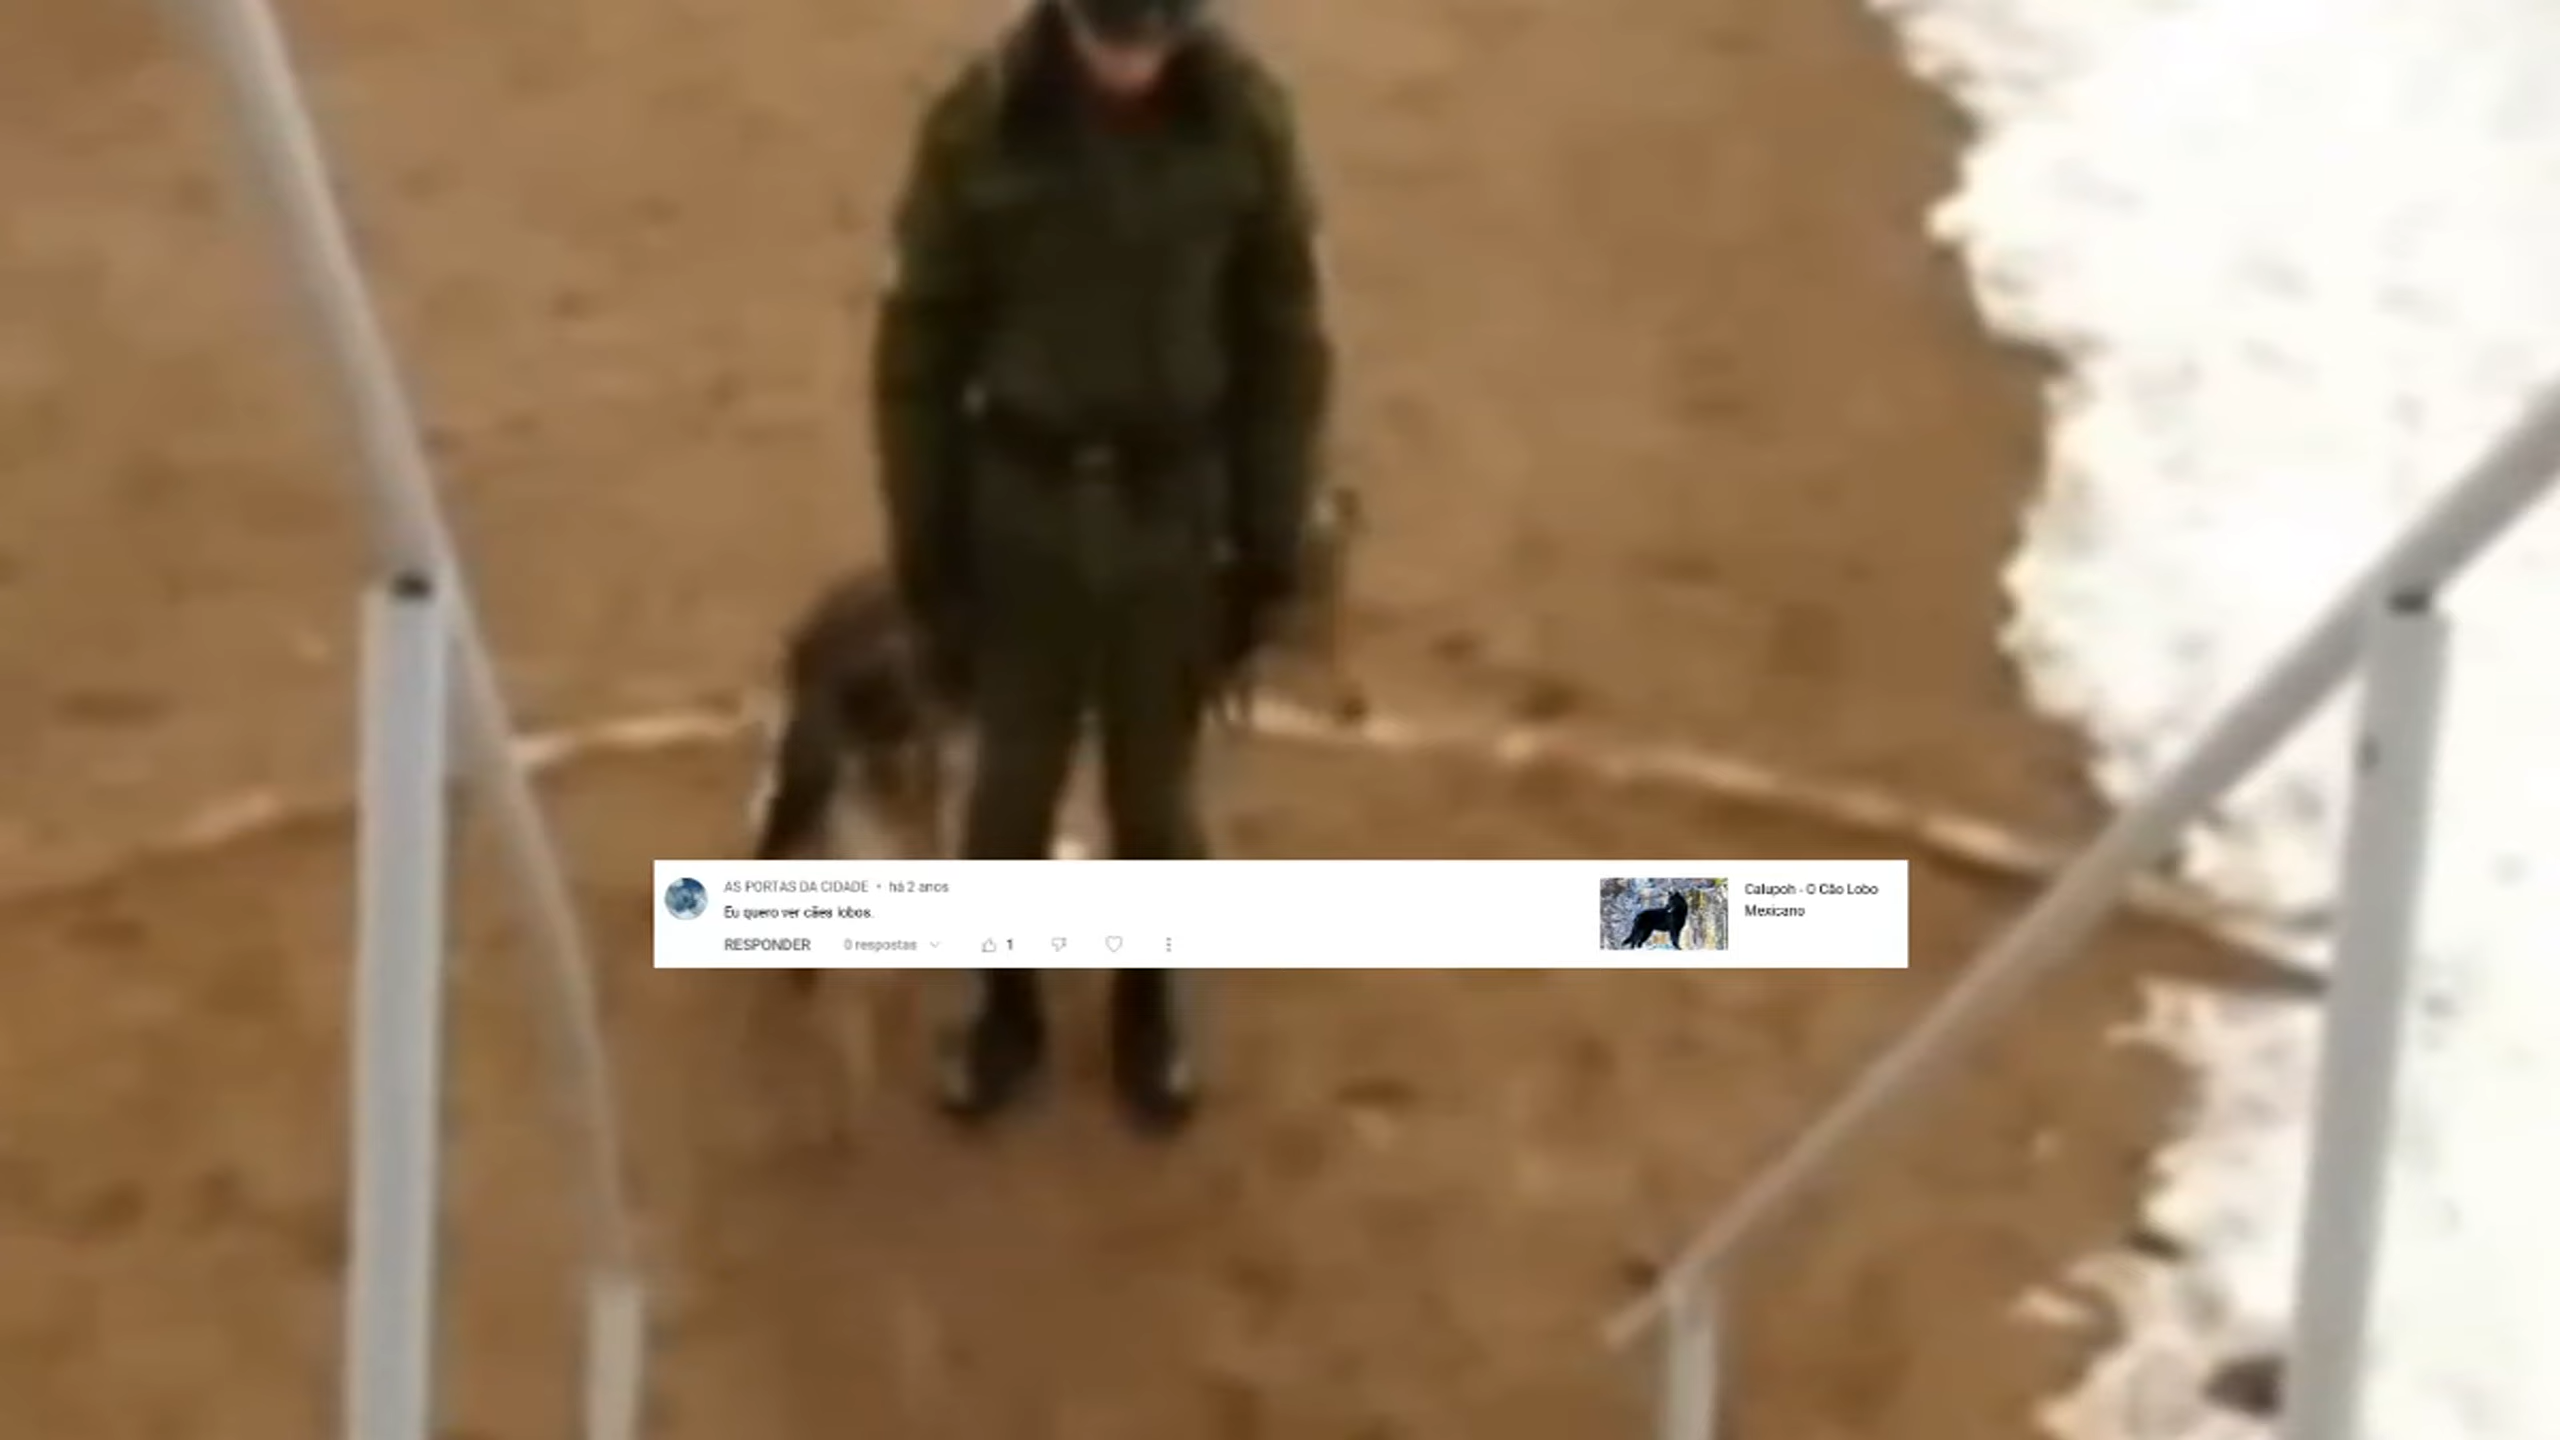 AS PORTAS DA CIDADE • há 2 anos
Eu quero ver cães lobos.
RESPONDER 0 respostas 1
Calupoh - O Cão Lobo
Mexicano